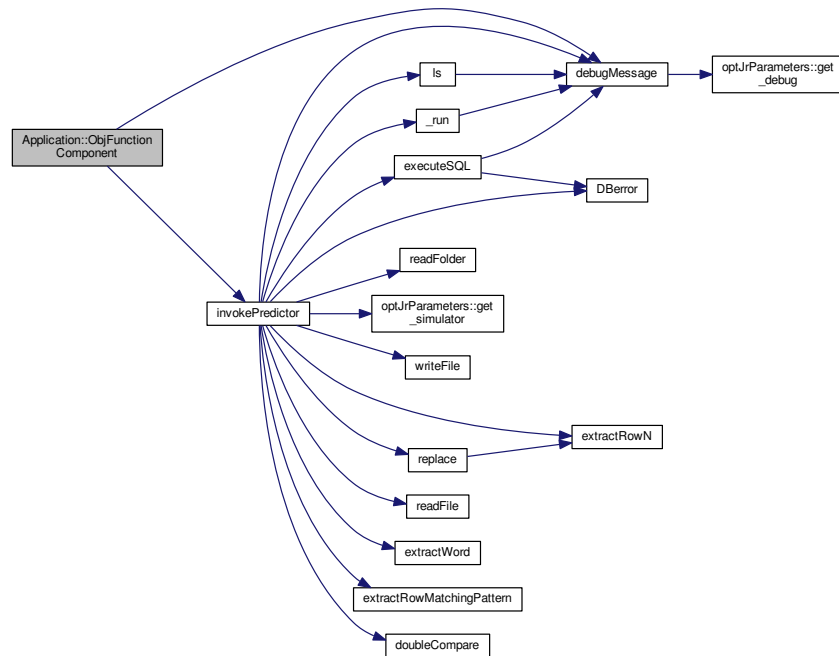 ls
debugMessage
optJrParameters::get
_debug
_run
Application::ObjFunction
Component
executeSQL
DBerror
readFolder
invokePredictor
optJrParameters::get
_simulator
writeFile
extractRowN
replace
readFile
extractWord
extractRowMatchingPattern
doubleCompare